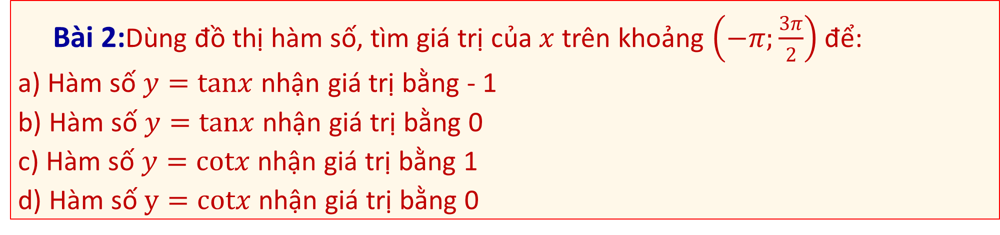 Bài 2:Dùng đồ thị hàm số, tìm giá trị của x trên khoảng (−π; 3π/2) để:
a) Hàm số y = tanx nhận giá trị bằng - 1
b) Hàm số y = tanx nhận giá trị bằng 0
c) Hàm số y = cotx nhận giá trị bằng 1
d) Hàm số y = cotx nhận giá trị bằng 0